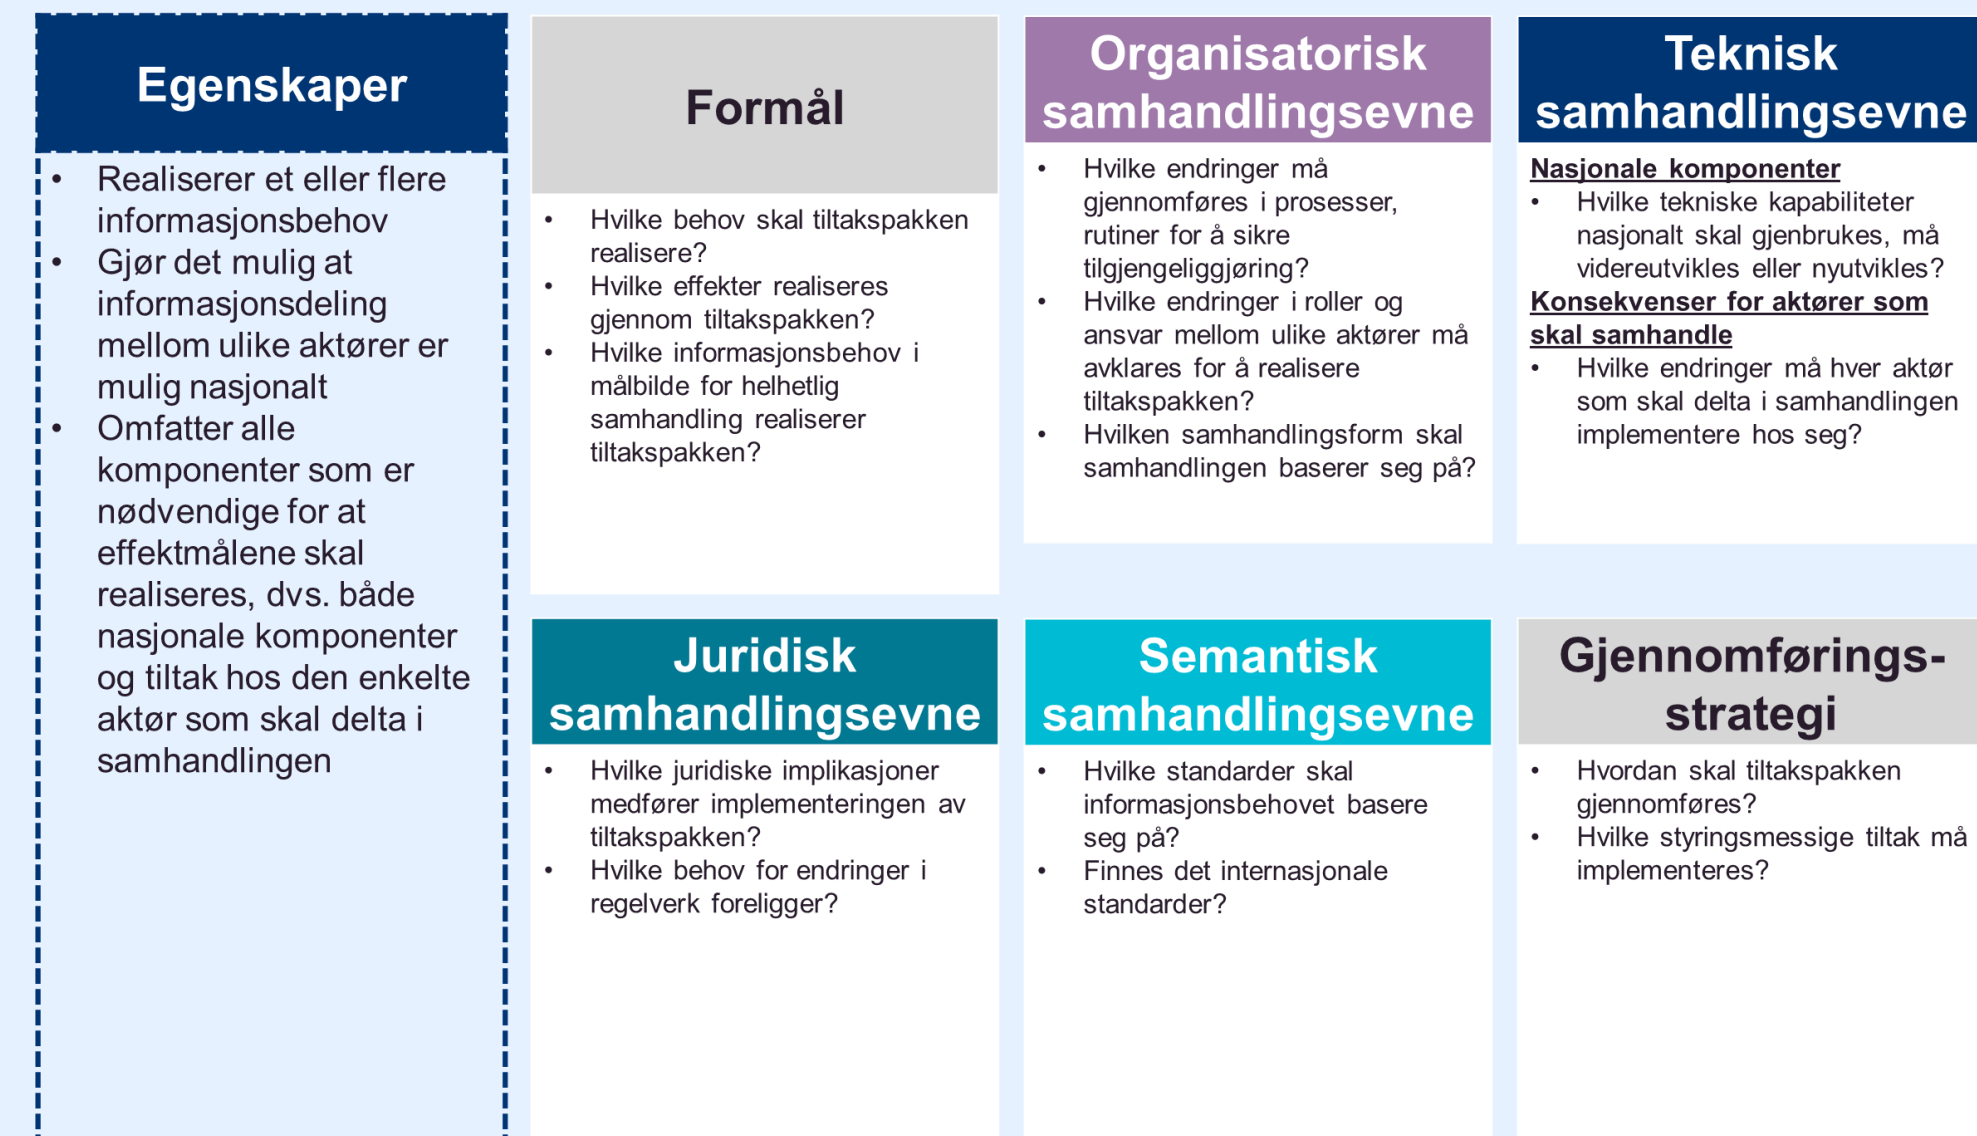 Egenskaper
• Realiserer et eller flere
informasjonsbehov
• Gjør det mulig at
informasjonsdeling
mellom ulike aktører er
mulig nasjonalt
• Omfatter alle
komponenter som er
nødvendige for at
effektmålene skal
realiseres, dvs. både
nasjonale komponenter
og tiltak hos den enkelte
aktør som skal delta i
samhandlingen
Formål
• Hvilke behov skal tiltakspakken
realisere?
• Hvilke effekter realiseres
gjennom tiltakspakken?
• Hvilke informasjonsbehov i
målbilde for helhetlig
samhandling realiserer
tiltakspakken?
Organisatorisk
samhandlingsevne
• Hvilke endringer må
gjennomføres i prosesser,
rutiner for å sikre
tilgjengeliggjøring?
• Hvilke endringer i roller og
ansvar mellom ulike aktører må
avklares for å realisere
tiltakspakken?
• Hvilken samhandlingsform skal
samhandlingen baserer seg på?
Teknisk
samhandlingsevne
Nasjonale komponenter
• Hvilke tekniske kapabiliteter
nasjonalt skal gjenbrukes, må
videreutvikles eller nyutvikles?
Konsekvenser for aktører som
skal samhandle
• Hvilke endringer må hver aktør
som skal delta i samhandlingen
implementere hos seg?
Juridisk
samhandlingsevne
• Hvilke juridiske implikasjoner
medfører implementeringen av
tiltakspakken?
• Hvilke behov for endringer i
regelverk foreligger?
Semantisk
samhandlingsevne
• Hvilke standarder skal
informasjonsbehovet basere
seg på?
• Finnes det internasjonale
standarder?
Gjennomførings-
strategi
• Hvordan skal tiltakspakken
gjennomføres?
• Hvilke styringsmessige tiltak må
implementeres?